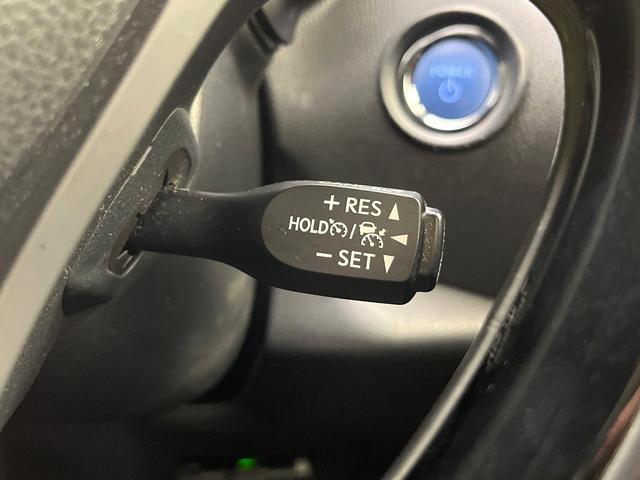 POWER
+ RES ▲
HOLD / ◀
− SET ▼